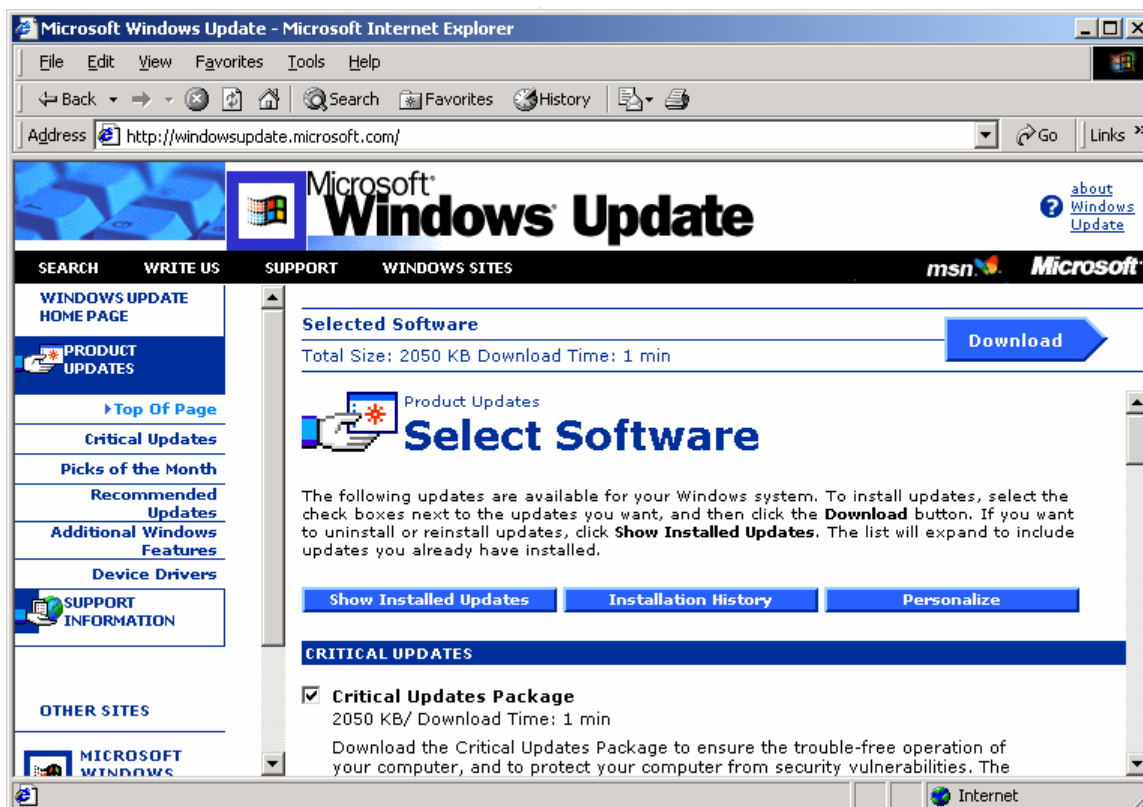 Microsoft Windows Update - Microsoft Internet Explorer
File Edit View Favorites Tools Help
Back Search Favorites History
Address http://windowsupdate.microsoft.com/ Go Links »
Microsoft®
Windows® Update
about
Windows
Update
SEARCH WRITE US SUPPORT WINDOWS SITES msn Microsoft
WINDOWS UPDATE
HOME PAGE
PRODUCT
UPDATES
Top Of Page
Critical Updates
Picks of the Month
Recommended
Updates
Additional Windows
Features
Device Drivers
SUPPORT
INFORMATION
OTHER SITES
MICROSOFT
WINDOWS
Selected Software
Total Size: 2050 KB Download Time: 1 min
Download
Product Updates
Select Software
The following updates are available for your Windows system. To install updates, select the
check boxes next to the updates you want, and then click the Download button. If you want
to uninstall or reinstall updates, click Show Installed Updates. The list will expand to include
updates you already have installed.
Show Installed Updates Installation History Personalize
CRITICAL UPDATES
Critical Updates Package
2050 KB/ Download Time: 1 min
Download the Critical Updates Package to ensure the trouble-free operation of
your computer, and to protect your computer from security vulnerabilities. The
Internet